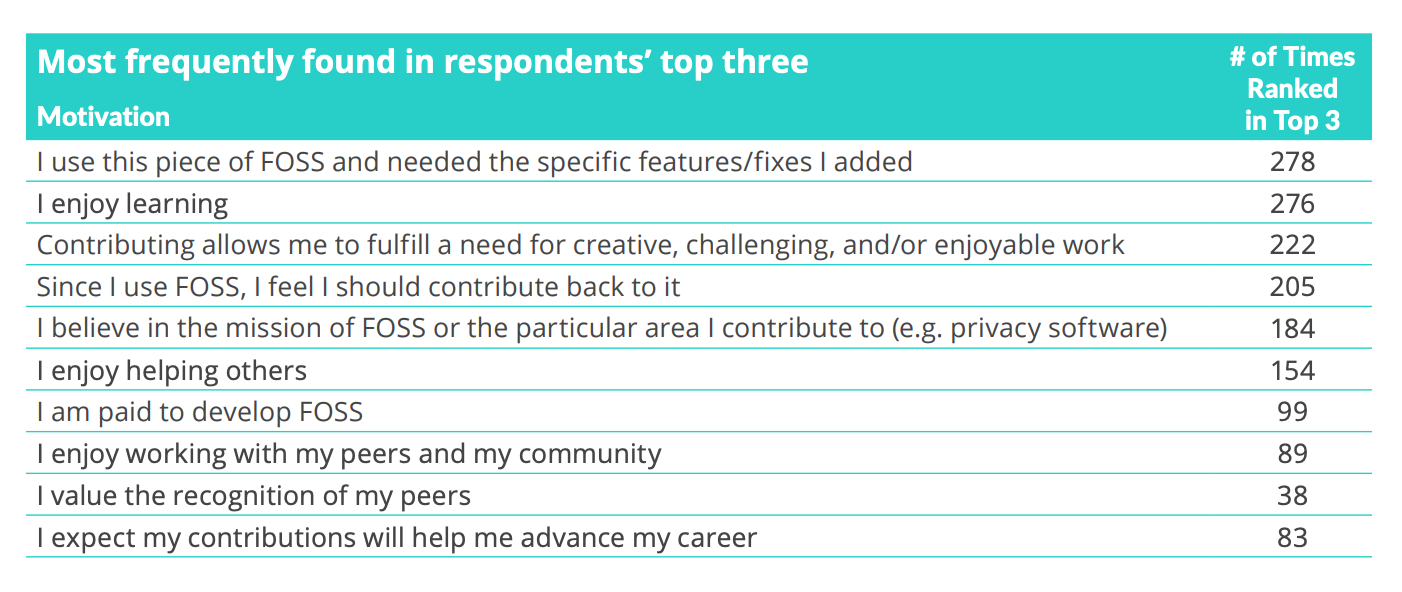 Most frequently found in respondents’ top three
Motivation
# of Times
Ranked
in Top 3
I use this piece of FOSS and needed the specific features/fixes I added 278
I enjoy learning 276
Contributing allows me to fulfill a need for creative, challenging, and/or enjoyable work 222
Since I use FOSS, I feel I should contribute back to it 205
I believe in the mission of FOSS or the particular area I contribute to (e.g. privacy software) 184
I enjoy helping others 154
I am paid to develop FOSS 99
I enjoy working with my peers and my community 89
I value the recognition of my peers 38
I expect my contributions will help me advance my career 83